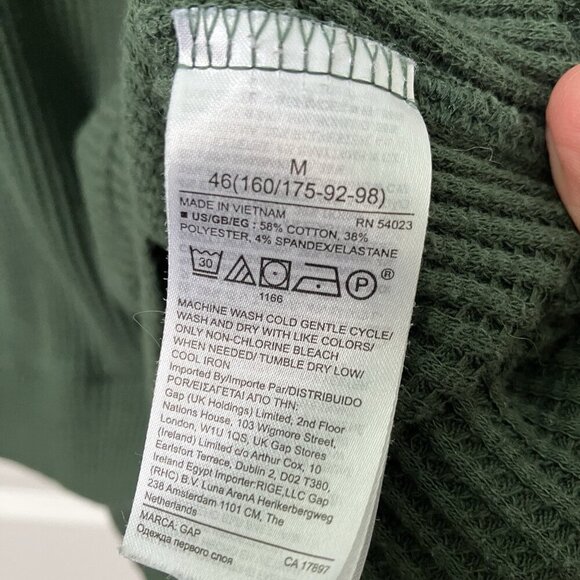 M
46(160/175-92-98)
MADE IN VIETNAM RN 54023
■ US/GB/EG : 58% COTTON, 38%
POLYESTER, 4% SPANDEX/ELASTANE
30 P ®
1166
MACHINE WASH COLD GENTLE CYCLE/
WASH AND DRY WITH LIKE COLORS/
ONLY NON-CHLORINE BLEACH
WHEN NEEDED/ TUMBLE DRY LOW/
COOL IRON
Imported By/Importe Par/DISTRIBUIDO
POR/ΕΙΣΑΓΕΤΑΙ ΑΠΟ ΤΗΝ:
Gap (UK Holdings) Limited, 2nd Floor
Nations House, 103 Wigmore Street,
London, W1U 1QS, UK Gap Stores
(Ireland) Limited c/o Arthur Cox, 10
Earlsfort Terrace, Dublin 2, D02 T380,
Ireland Egypt Importer:RIGE,LLC Gap
(RHC) B.V. Luna ArenA Herikerbergweg
238 Amsterdam 1101 CM, The
Netherlands
MARCA: GAP
Одежда первого слоя CA 17897